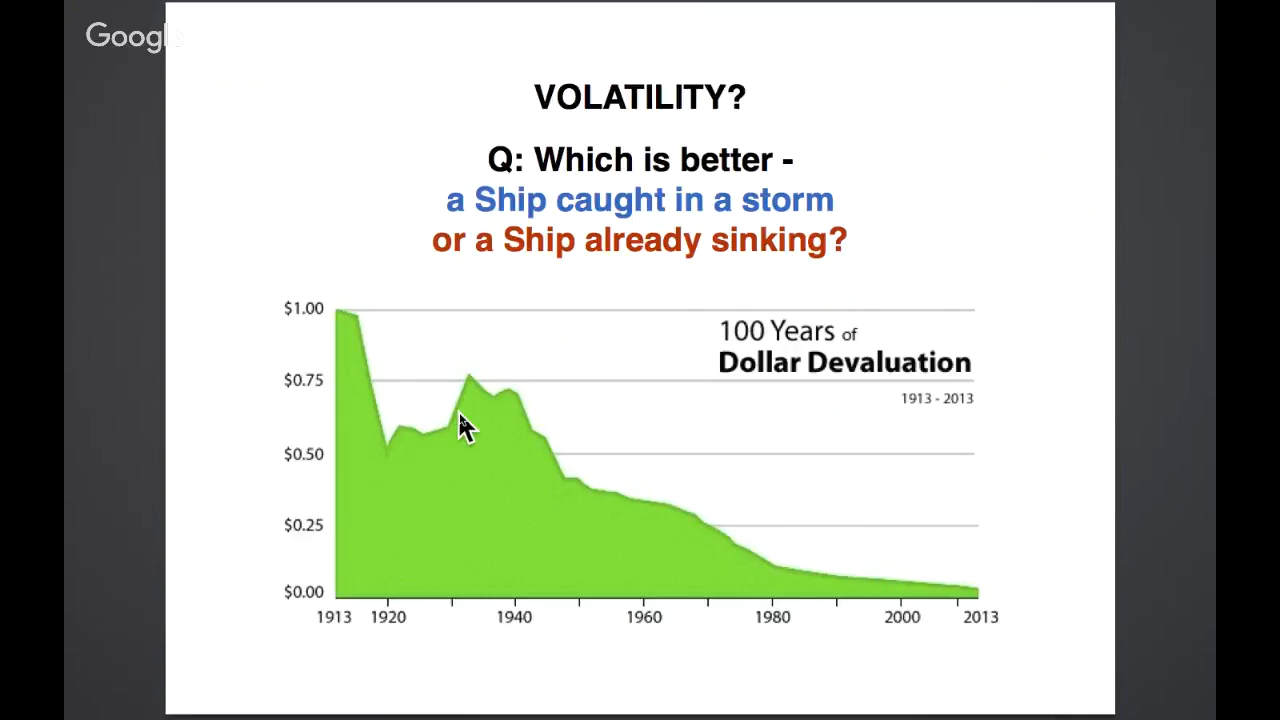 Google
VOLATILITY?
Q: Which is better -
a Ship caught in a storm
or a Ship already sinking?
100 Years of
Dollar Devaluation
1913 - 2013
$1.00
$0.75
$0.50
$0.25
$0.00
1913 1920 1940 1960 1980 2000 2013